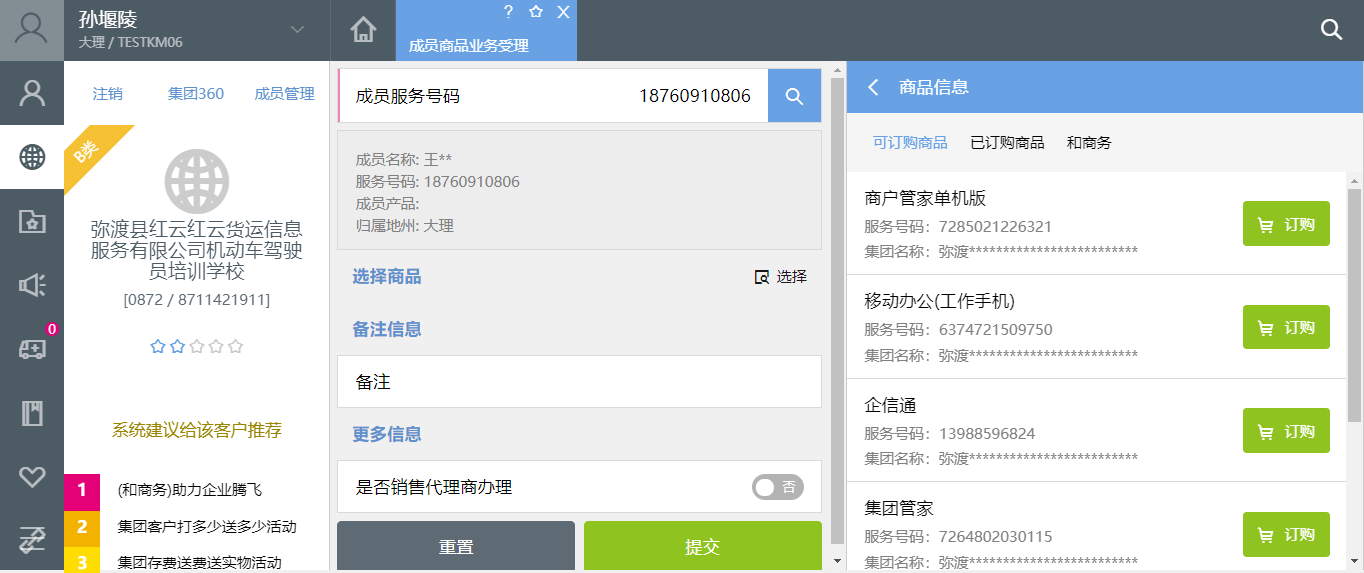 孙堰陵
大理 / TESTKM06
? X
成员商品业务受理
注销 集团360 成员管理
B类
弥渡县红云红云货运信息
服务有限公司机动车驾驶
员培训学校
[0872 / 8711421911]
0
系统建议给该客户推荐
1 (和商务)助力企业腾飞
2 集团客户打多少送多少活动
3 集团存费送费送实物活动
成员服务号码 18760910806
成员名称: 王**
服务号码: 18760910806
成员产品:
归属地州: 大理
选择商品 选择
备注信息
备注
更多信息
是否销售代理商办理 否
重置 提交
商品信息
可订购商品 已订购商品 和商务
商户管家单机版
服务号码：7285021226321
集团名称：弥渡*************************
订购
移动办公(工作手机)
服务号码：6374721509750
集团名称：弥渡*************************
订购
企信通
服务号码：13988596824
集团名称：弥渡*************************
订购
集团管家
服务号码：7264802030115
集团名称：弥渡*************************
订购